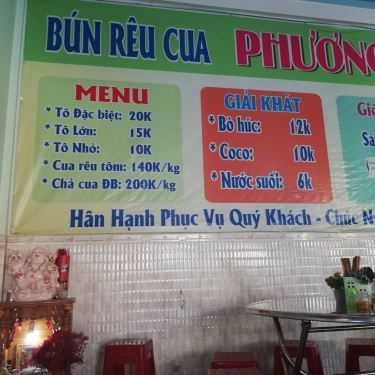 BÚN RÊU CUA PHƯƠNG
MENU
* Tô Đặc biệt: 20K
* Tô Lớn: 15K
* Tô Nhỏ: 10K
* Cua rêu tôm: 140K/kg
* Chả cua ĐB: 200K/kg
GIẢI KHÁT
* Bò húc: 12k
* Coco: 10k
* Nước suối: 6k
Hân Hạnh Phục Vụ Quý Khách - Chúc